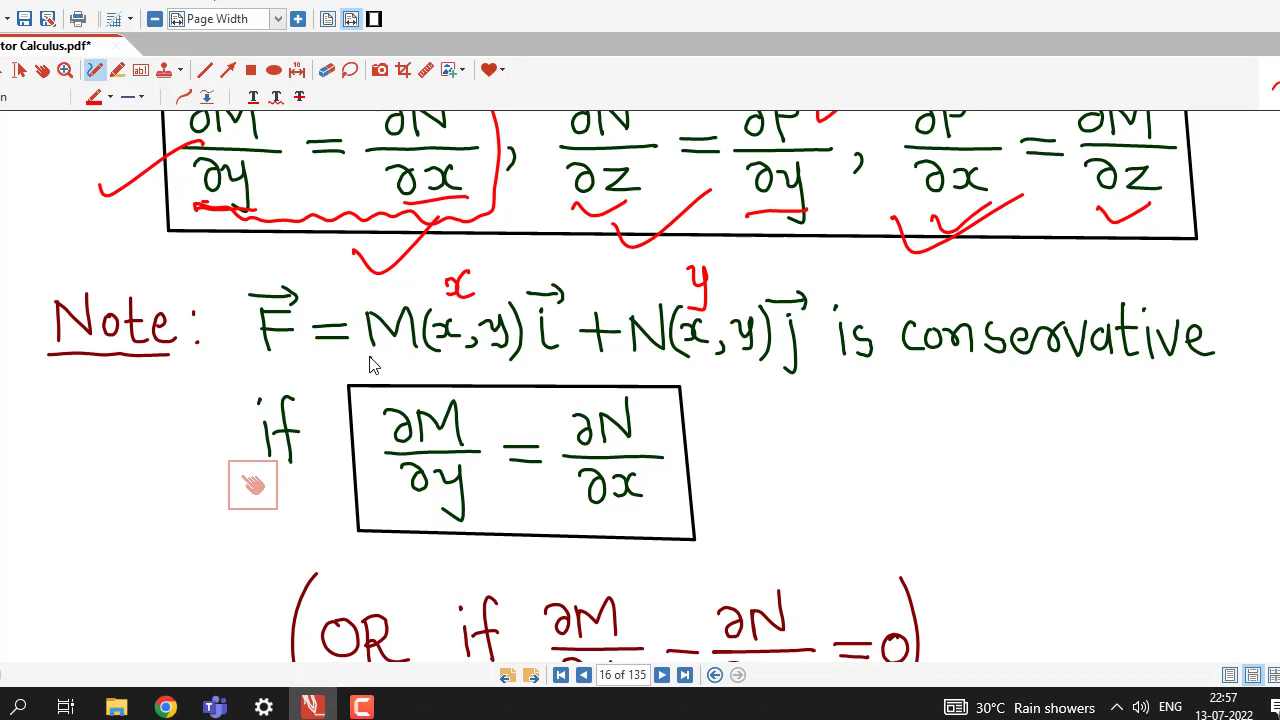 Page Width
tor Calculus.pdf*
∂M/∂y = ∂N/∂x , ∂N/∂z = ∂P/∂y , ∂P/∂x = ∂M/∂z
x y
Note: F⃗ = M(x,y) i⃗ + N(x,y) j⃗ is conservative
if ∂M/∂y = ∂N/∂x
(OR if ∂M - ∂N = 0)
16 of 135
30°C Rain showers ENG 22:57
13-07-2022